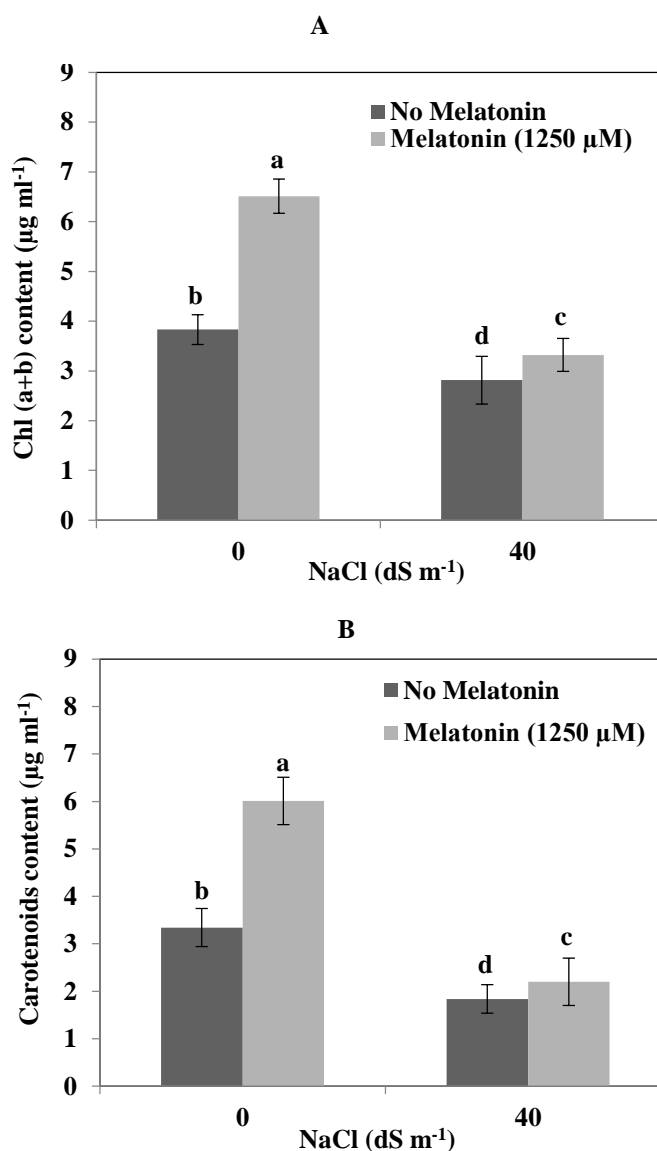 A
Chl (a+b) content (µg ml-1)
9
8
7
6
5
4
3
2
1
0
No Melatonin
Melatonin (1250 µM)
b
a
d
c
0
40
NaCl (dS m-1)
B
Carotenoids content (µg ml-1)
9
8
7
6
5
4
3
2
1
0
No Melatonin
Melatonin (1250 µM)
b
a
d
c
0
40
NaCl (dS m-1)